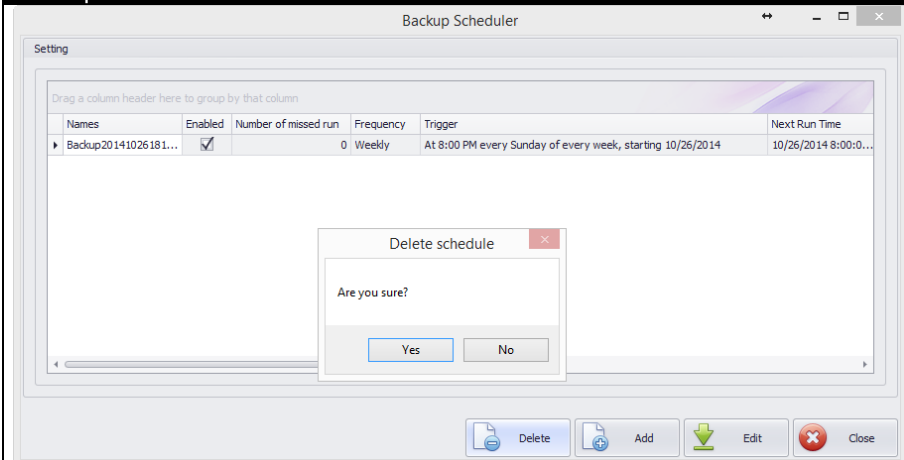 Backup Scheduler
Setting
Drag a column header here to group by that column
Names Enabled Number of missed run Frequency Trigger Next Run Time
Backup20141026181... 0 Weekly At 8:00 PM every Sunday of every week, starting 10/26/2014 10/26/2014 8:00:0...
Delete schedule
Are you sure?
Yes No
Delete Add Edit Close